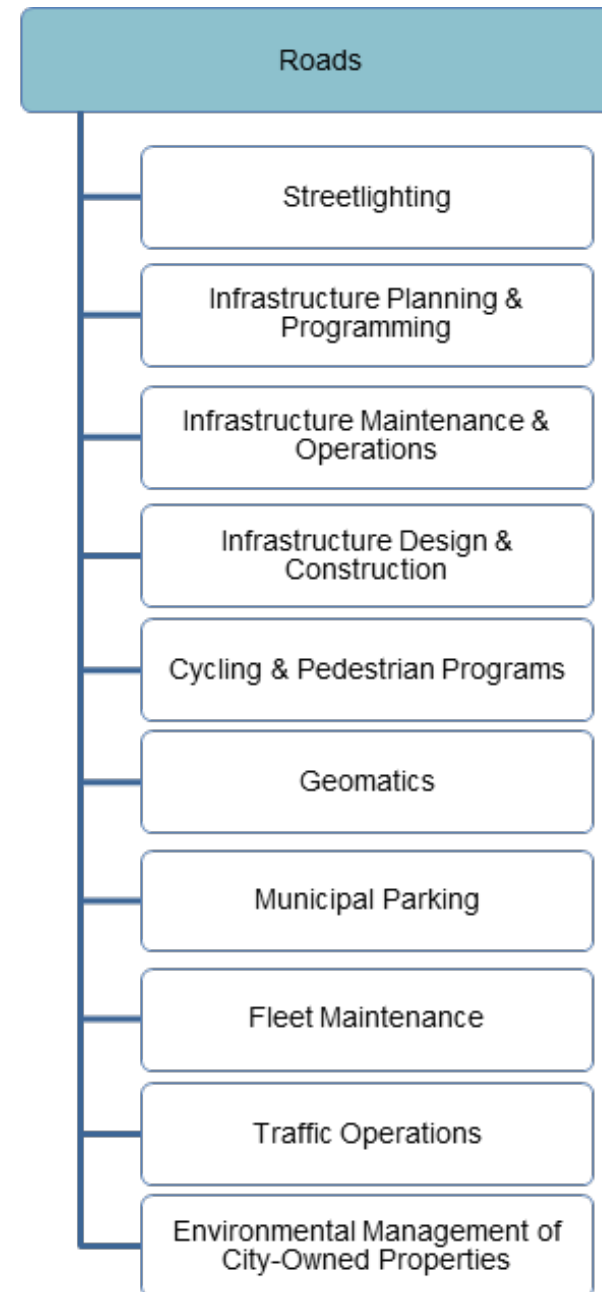 Roads
Streetlighting
Infrastructure Planning &
Programming
Infrastructure Maintenance &
Operations
Infrastructure Design &
Construction
Cycling & Pedestrian Programs
Geomatics
Municipal Parking
Fleet Maintenance
Traffic Operations
Environmental Management of
City-Owned Properties